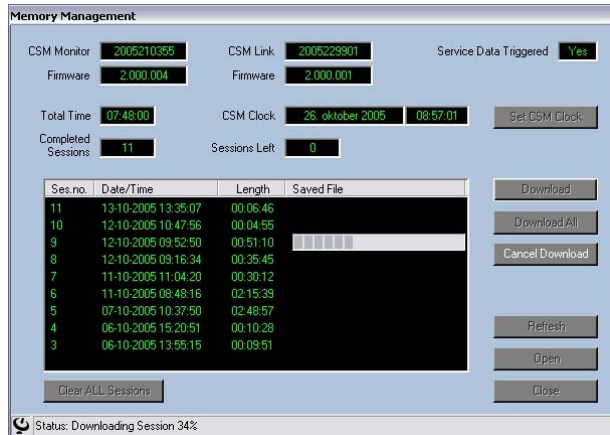 Memory Management
CSM Monitor 2005210355 CSM Link 2005229901 Service Data Triggered Yes
Firmware 2.000.004 Firmware 2.000.001
Total Time 07:48:00 CSM Clock 26. oktober 2005 08:57:01 Set CSM Clock
Completed Sessions 11 Sessions Left 0
Ses.no. Date/Time Length Saved File Download
11 13-10-2005 13:35:07 00:06:46
10 12-10-2005 10:47:56 00:04:55 Download All
9 12-10-2005 09:52:50 00:51:10
8 12-10-2005 09:16:34 00:35:45 Cancel Download
7 11-10-2005 11:04:20 00:30:12
6 11-10-2005 08:48:16 02:15:39
5 07-10-2005 10:37:50 02:48:57
4 06-10-2005 15:20:51 00:10:28 Refresh
3 06-10-2005 13:55:15 00:09:51
Open
Clear ALL Sessions Close
Status: Downloading Session 34%